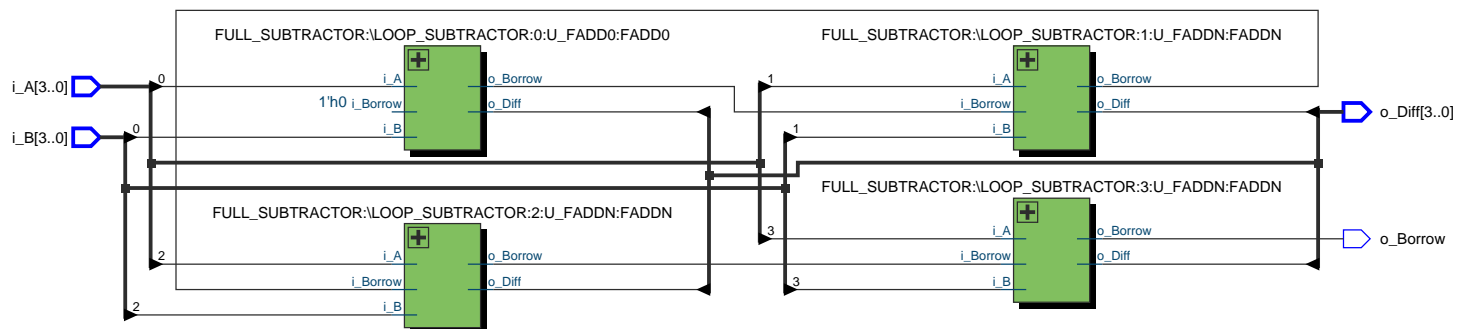 FULL_SUBTRACTOR:\LOOP_SUBTRACTOR:0:U_FADD0:FADD0
i_A[3..0]
i_B[3..0]
0
0
i_A
1'h0 i_Borrow
i_B
o_Borrow
o_Diff
FULL_SUBTRACTOR:\LOOP_SUBTRACTOR:1:U_FADDN:FADDN
1
1
i_A
i_Borrow
i_B
o_Borrow
o_Diff
o_Diff[3..0]
FULL_SUBTRACTOR:\LOOP_SUBTRACTOR:2:U_FADDN:FADDN
2
2
i_A
i_Borrow
i_B
o_Borrow
o_Diff
FULL_SUBTRACTOR:\LOOP_SUBTRACTOR:3:U_FADDN:FADDN
3
3
i_A
i_Borrow
i_B
o_Borrow
o_Diff
o_Borrow